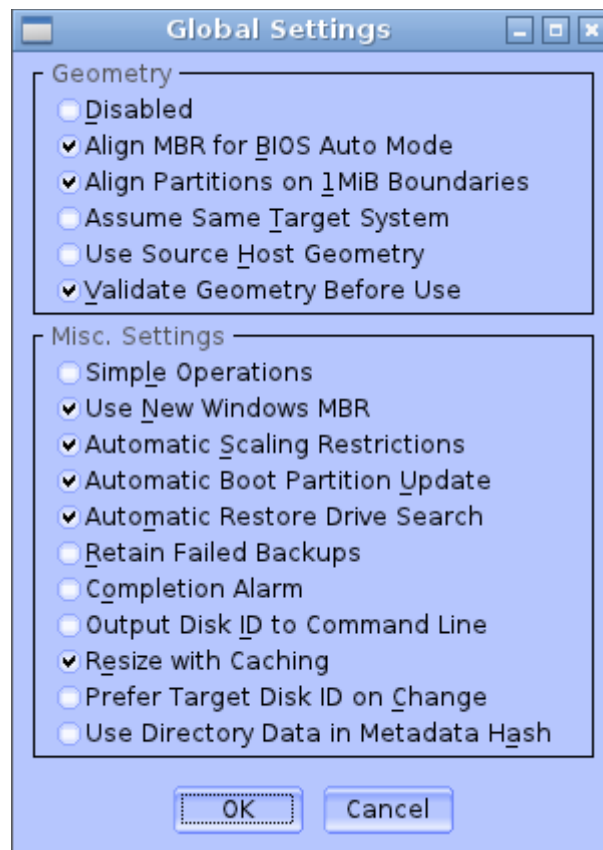 Global Settings
Geometry
Disabled
Align MBR for BIOS Auto Mode
Align Partitions on 1MiB Boundaries
Assume Same Target System
Use Source Host Geometry
Validate Geometry Before Use
Misc. Settings
Simple Operations
Use New Windows MBR
Automatic Scaling Restrictions
Automatic Boot Partition Update
Automatic Restore Drive Search
Retain Failed Backups
Completion Alarm
Output Disk ID to Command Line
Resize with Caching
Prefer Target Disk ID on Change
Use Directory Data in Metadata Hash
OK Cancel